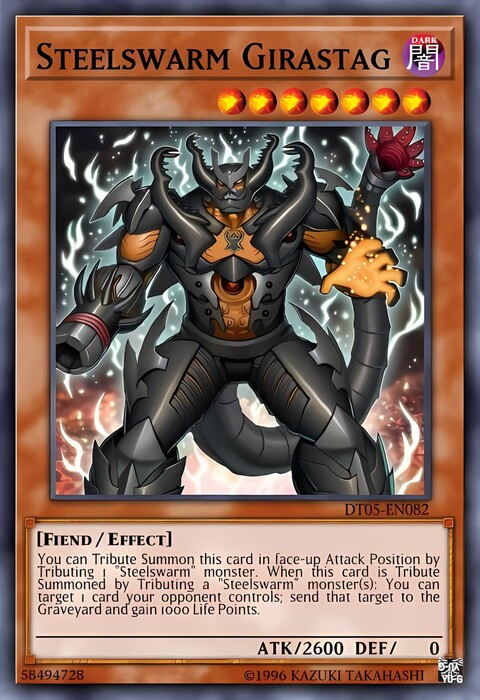 STEELSWARM GIRASTAG
DARK
闇
DT05-EN082
[FIEND / EFFECT]
You can Tribute Summon this card in face-up Attack Position by
Tributing 1 "Steelswarm" monster. When this card is Tribute
Summoned by Tributing a "Steelswarm" monster(s): You can
target 1 card your opponent controls; send that target to the
Graveyard and gain 1000 Life Points.
ATK/2600 DEF/ 0
58494728
©1996 KAZUKI TAKAHASHI